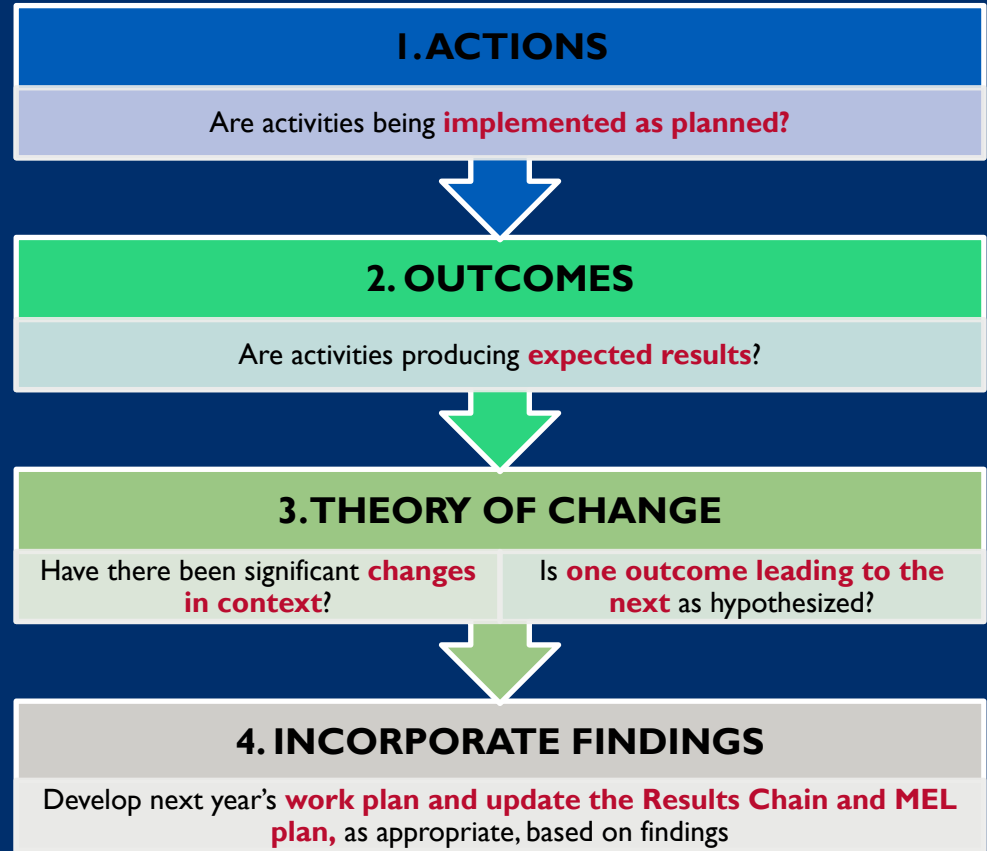 1. ACTIONS
Are activities being implemented as planned?
2. OUTCOMES
Are activities producing expected results?
3. THEORY OF CHANGE
Have there been significant changes
in context?
Is one outcome leading to the
next as hypothesized?
4. INCORPORATE FINDINGS
Develop next year's work plan and update the Results Chain and MEL
plan, as appropriate, based on findings